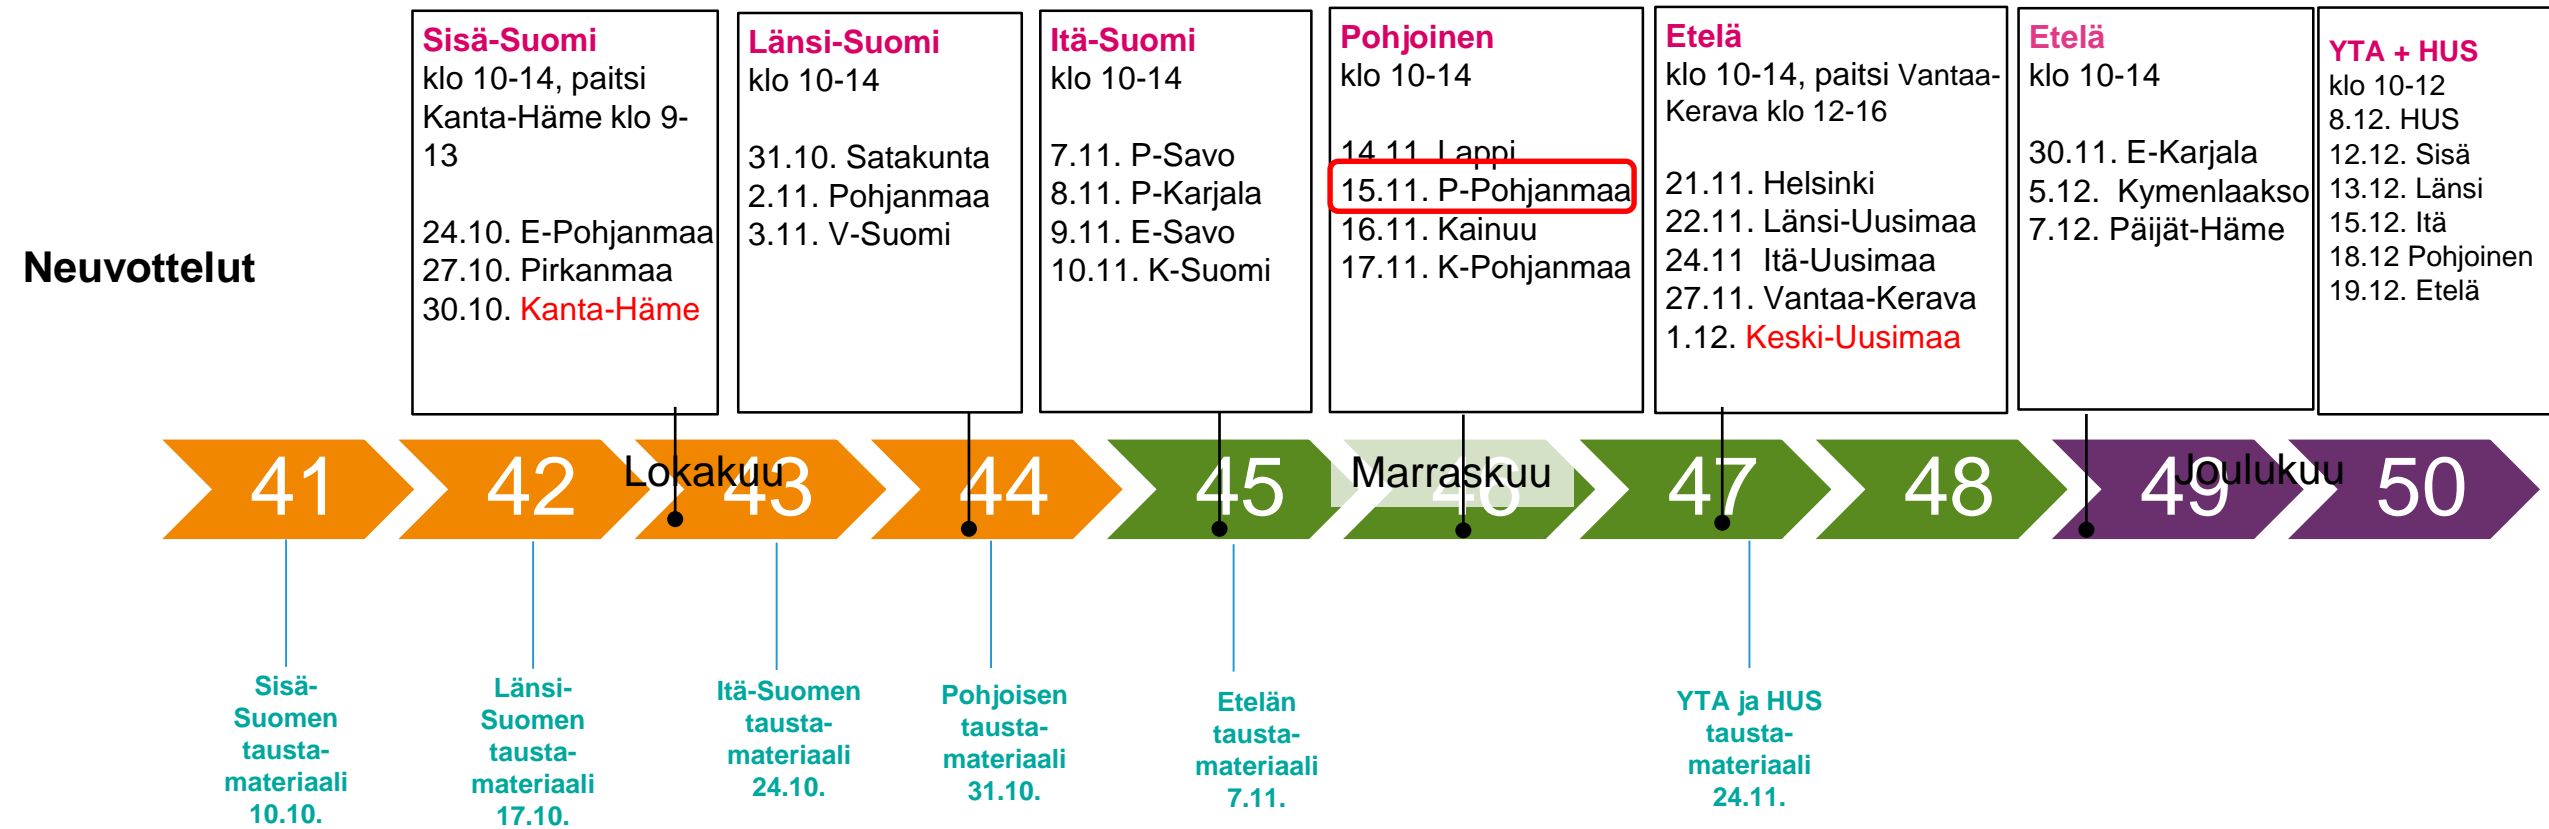 Neuvottelut
Sisä-Suomi
klo 10-14, paitsi
Kanta-Häme klo 9-
13
24.10. E-Pohjanmaa
27.10. Pirkanmaa
30.10. Kanta-Häme
Länsi-Suomi
klo 10-14
31.10. Satakunta
2.11. Pohjanmaa
3.11. V-Suomi
Itä-Suomi
klo 10-14
7.11. P-Savo
8.11. P-Karjala
9.11. E-Savo
10.11. K-Suomi
Pohjoinen
klo 10-14
14.11. Lappi
15.11. P-Pohjanmaa
16.11. Kainuu
17.11. K-Pohjanmaa
Etelä
klo 10-14, paitsi Vantaa-
Kerava klo 12-16
21.11. Helsinki
22.11. Länsi-Uusimaa
24.11 Itä-Uusimaa
27.11. Vantaa-Kerava
1.12. Keski-Uusimaa
Etelä
klo 10-14
30.11. E-Karjala
5.12. Kymenlaakso
7.12. Päijät-Häme
YTA + HUS
klo 10-12
8.12. HUS
12.12. Sisä
13.12. Länsi
15.12. Itä
18.12 Pohjoinen
19.12. Etelä
41
42
Lokakuu
43
44
45
Marraskuu
46
47
48
49
Joulukuu
50
Sisä-
Suomen
tausta-
materiaali
10.10.
Länsi-
Suomen
tausta-
materiaali
17.10.
Itä-Suomen
tausta-
materiaali
24.10.
Pohjoisen
tausta-
materiaali
31.10.
Etelän
tausta-
materiaali
7.11.
YTA ja HUS
tausta-
materiaali
24.11.